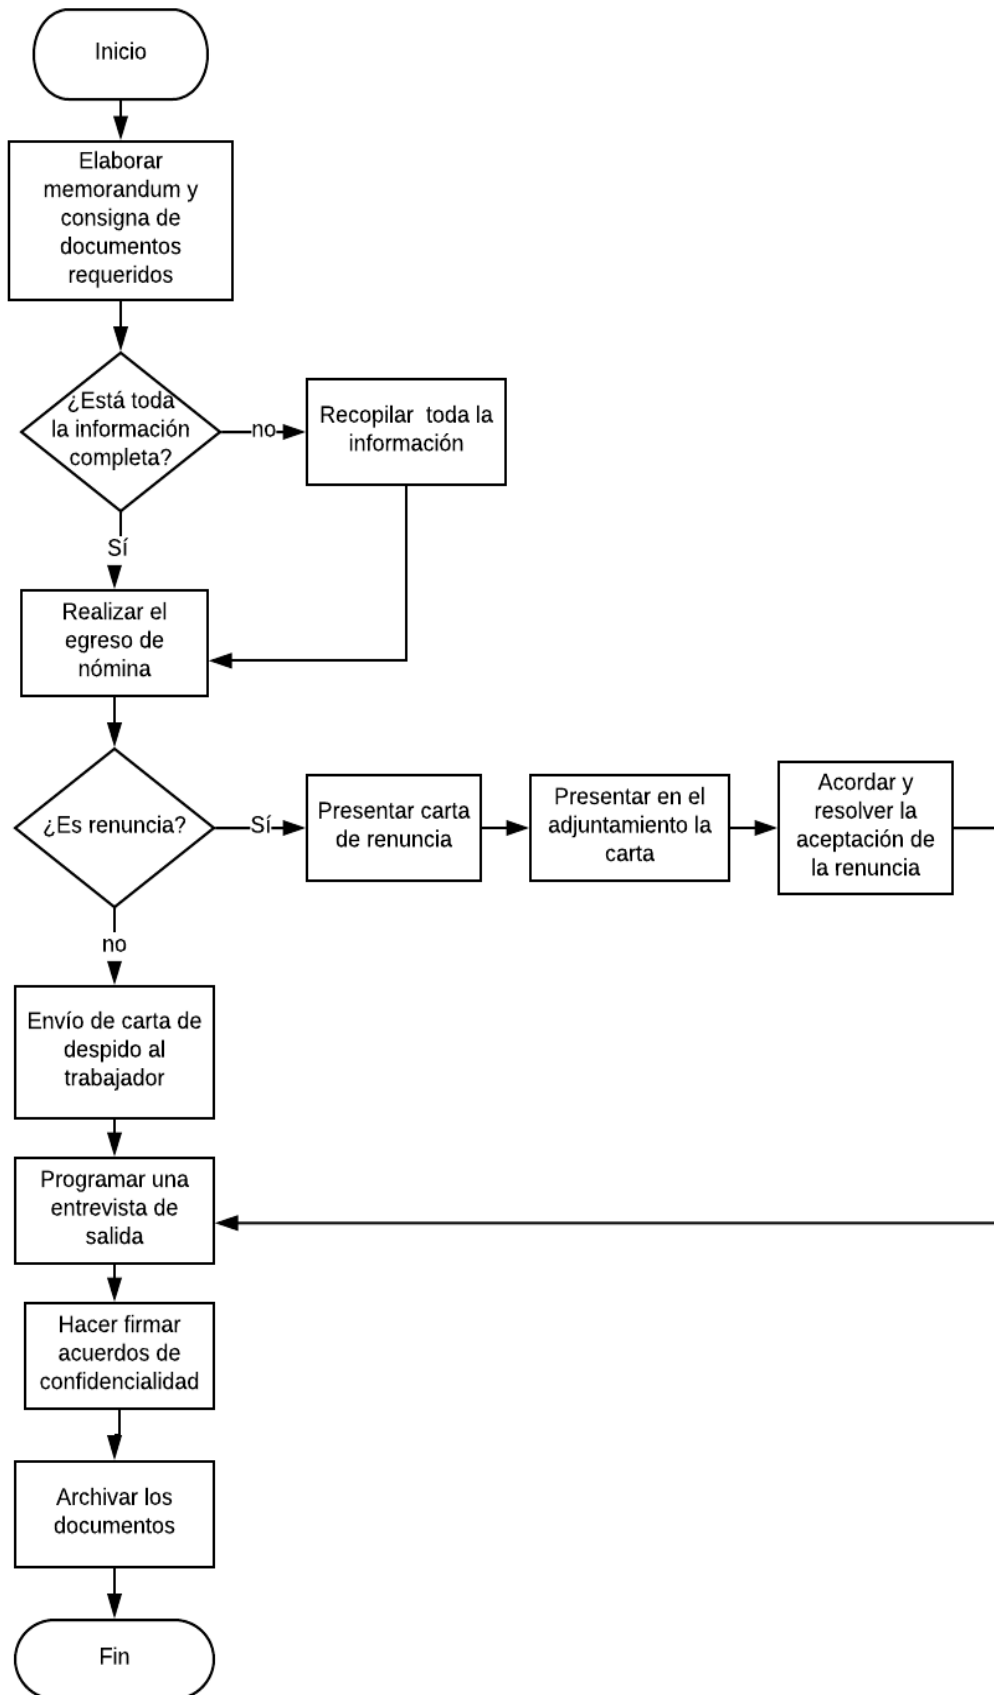 Inicio
Elaborar
memorandum y
consigna de
documentos
requeridos
¿Está toda
la información
completa?
no
Recopilar toda la
información
Sí
Realizar el
egreso de
nómina
¿Es renuncia?
Sí
Presentar carta
de renuncia
Presentar en el
adjuntamiento la
carta
Acordar y
resolver la
aceptación de
la renuncia
no
Envío de carta de
despido al
trabajador
Programar una
entrevista de
salida
Hacer firmar
acuerdos de
confidencialidad
Archivar los
documentos
Fin